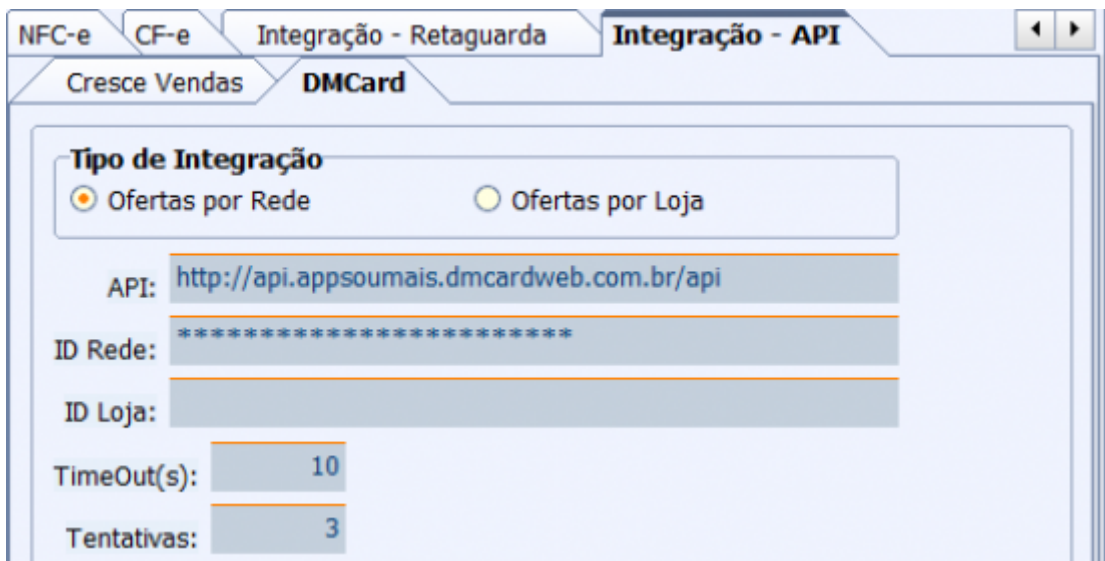 NFC-e CF-e Integração - Retaguarda Integração - API
Cresce Vendas DMCard
Tipo de Integração
Ofertas por Rede Ofertas por Loja
API: http://api.appsoumais.dmcardweb.com.br/api
ID Rede: ************************
ID Loja:
TimeOut(s): 10
Tentativas: 3